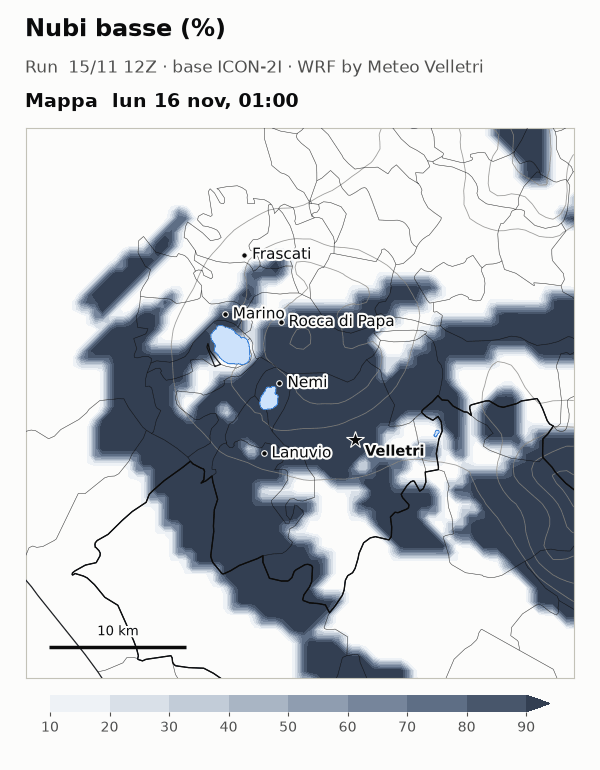 Nubi basse (%)
Run  15/11 12Z · base ICON-2I · WRF by Meteo Velletri
Mappa  lun 16 nov, 01:00
Frascati
Marino
Rocca di Papa
Nemi
Velletri
Lanuvio
10 km
10 20 30 40 50 60 70 80 90